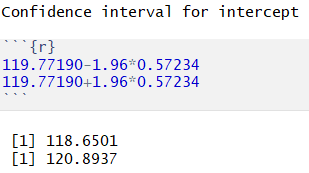 Confidence interval for intercept
```{r}
119.77190-1.96*0.57234
119.77190+1.96*0.57234
```
[1] 118.6501
[1] 120.8937